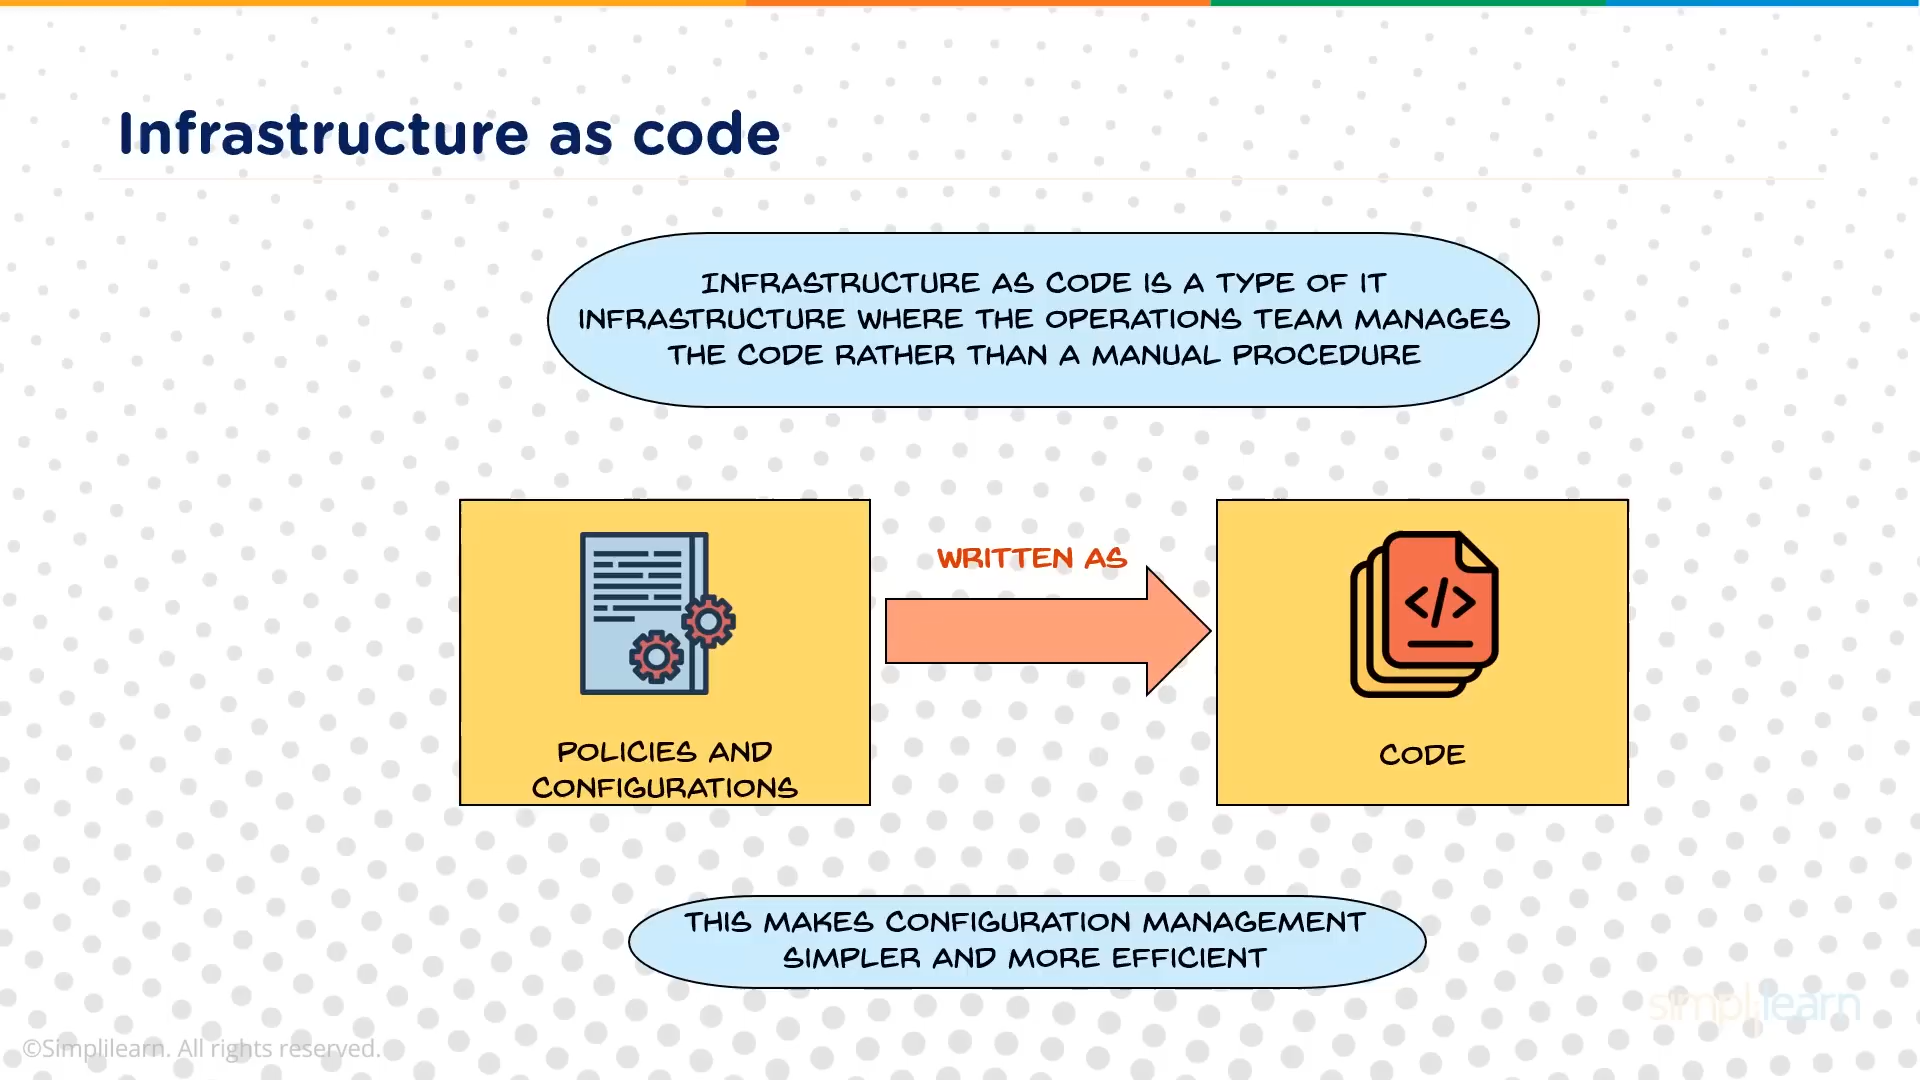 Infrastructure as code
INFRASTRUCTURE AS CODE IS A TYPE OF IT
INFRASTRUCTURE WHERE THE OPERATIONS TEAM MANAGES
THE CODE RATHER THAN A MANUAL PROCEDURE
WRITTEN AS
</>
POLICIES AND
CONFIGURATIONS
CODE
THIS MAKES CONFIGURATION MANAGEMENT
SIMPLER AND MORE EFFICIENT
simplilearn
©Simplilearn. All rights reserved.